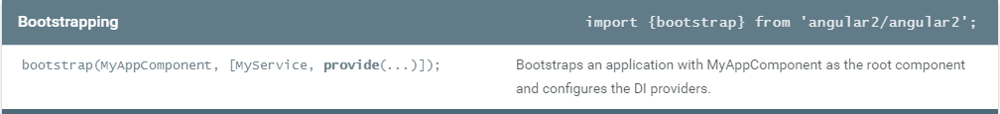 Bootstrapping
import {bootstrap} from 'angular2/angular2';
bootstrap(MyAppComponent, [MyService, provide(...)]);
Bootstraps an application with MyAppComponent as the root component
and configures the DI providers.